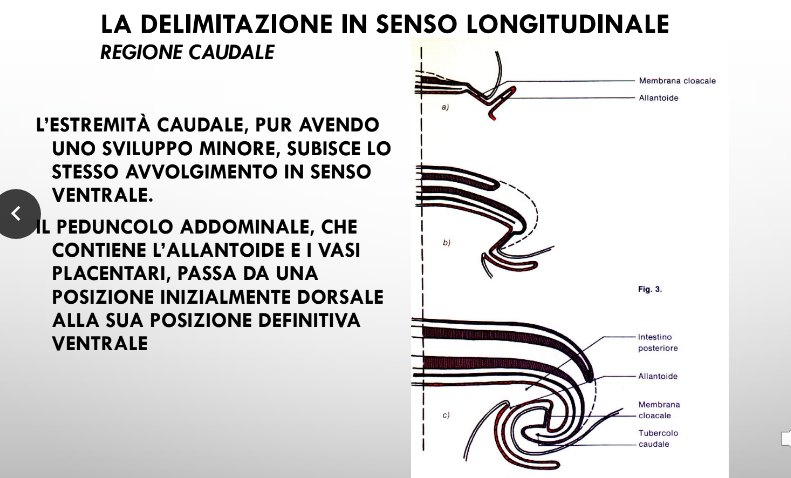 LA DELIMITAZIONE IN SENSO LONGITUDINALE
REGIONE CAUDALE
L'ESTREMITÀ CAUDALE, PUR AVENDO
UNO SVILUPPO MINORE, SUBISCE LO
STESSO AVVOLGIMENTO IN SENSO
VENTRALE.
IL PEDUNCOLO ADDOMINALE, CHE
CONTIENE L'ALLANTOIDE E I VASI
PLACENTARI, PASSA DA UNA
POSIZIONE INIZIALMENTE DORSALE
ALLA SUA POSIZIONE DEFINITIVA
VENTRALE
Membrana cloacale
Allantoide
a)
b)
Fig. 3.
Intestino
posteriore
Allantoide
Membrana
cloacale
c)
Tubercolo
caudale